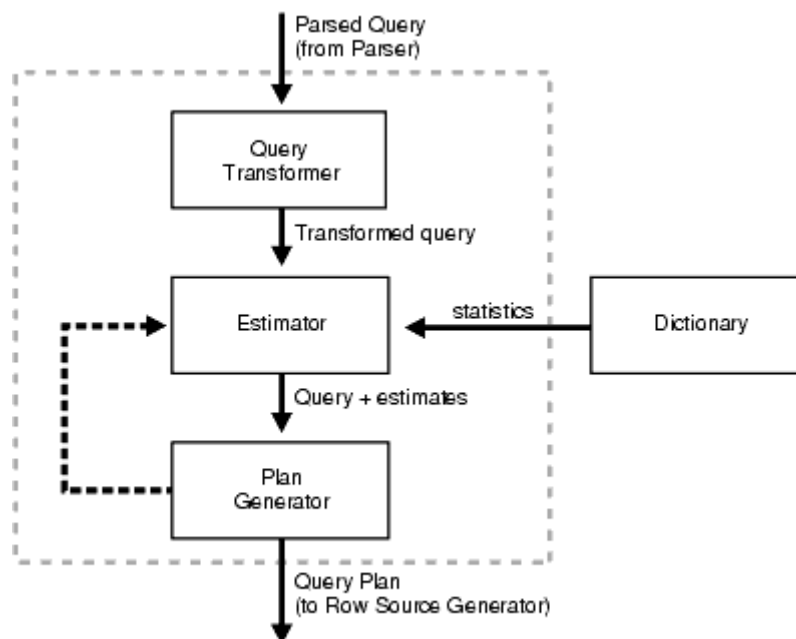 Parsed Query
(from Parser)
Query
Transformer
Transformed query
Estimator
statistics
Dictionary
Query + estimates
Plan
Generator
Query Plan
(to Row Source Generator)